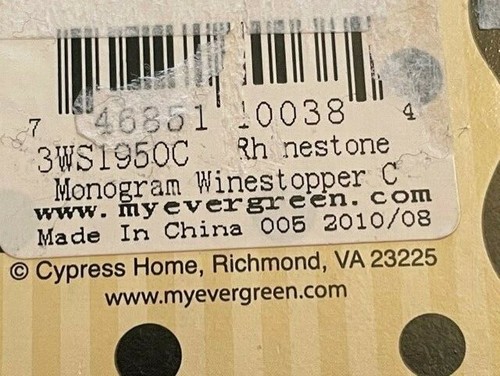 7 46851 10038 4
3WS1950C Rh nestone
Monogram Winestopper C
www.myevergreen.com
Made In China 005 2010/08
© Cypress Home, Richmond, VA 23225
www.myevergreen.com